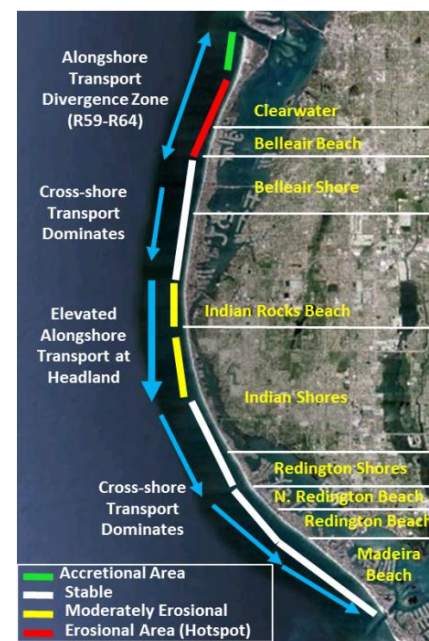 Alongshore
Transport
Divergence Zone
(R59-R64)
Clearwater
Belleair Beach
Cross-shore
Transport
Dominates
Belleair Shore
Elevated
Alongshore
Transport at
Headland
Indian Rocks Beach
Indian Shores
Cross-shore
Transport
Dominates
Redington Shores
N. Redington Beach
Redington Beach
Madeira
Beach
Accretional Area
Stable
Moderately Erosional
Erosional Area (Hotspot)